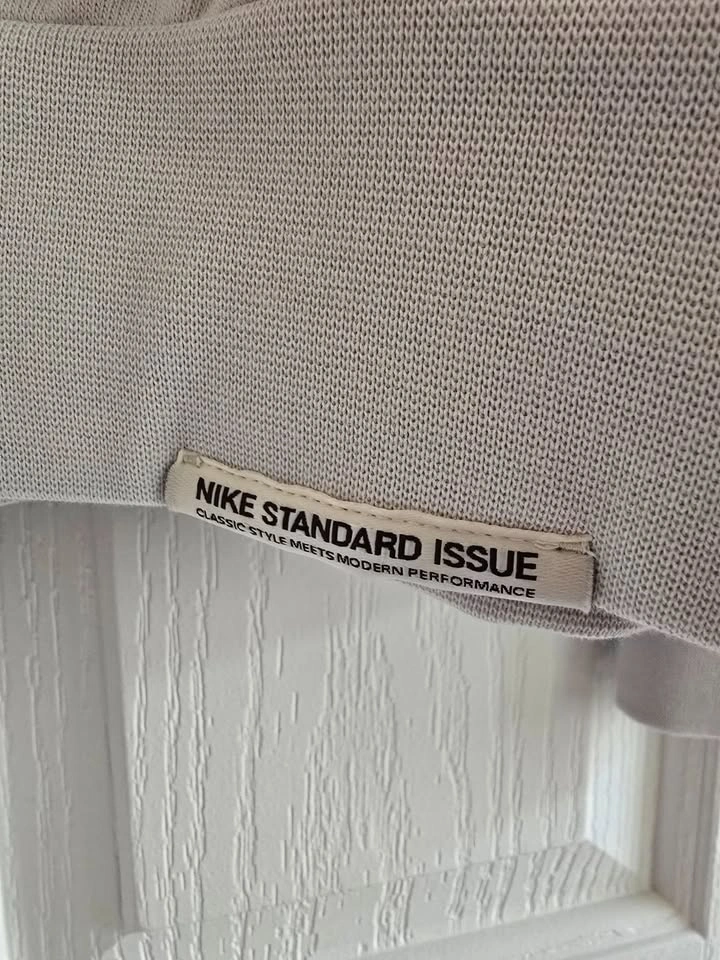 NIKE STANDARD ISSUE
CLASSIC STYLE MEETS MODERN PERFORMANCE